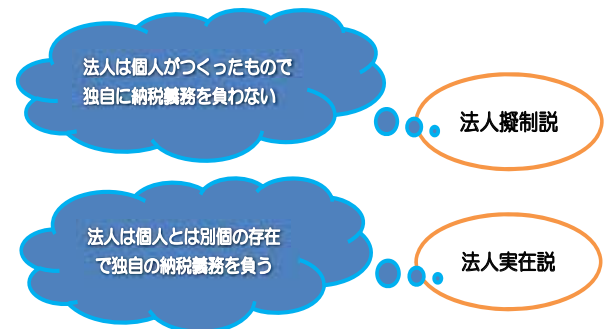 法人は個人がつくったもので
独自に納税義務を負わない
法人擬制説
法人は個人とは別個の存在
で独自の納税義務を負う
法人実在説